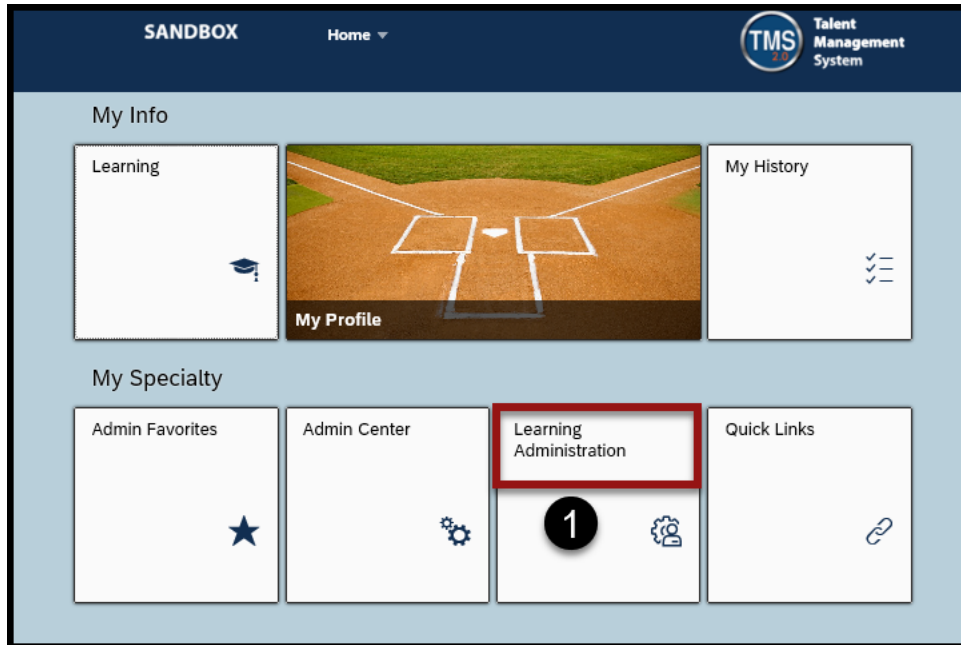 SANDBOX
Home
TMS
2.0
Talent
Management
System
My Info
Learning
My Profile
My History
My Specialty
Admin Favorites
Admin Center
Learning
Administration
1
Quick Links